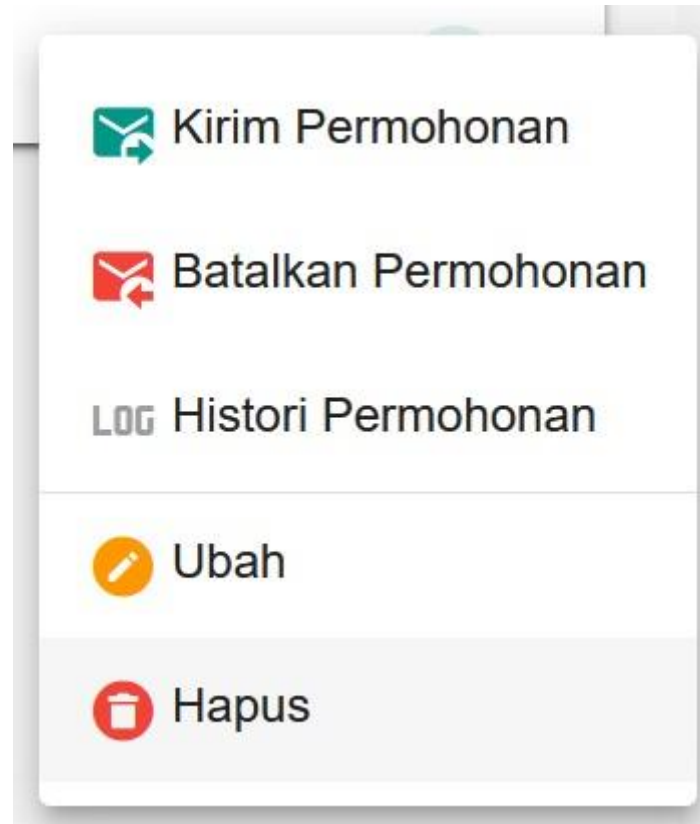 Kirim Permohonan
Batalkan Permohonan
LOG Histori Permohonan
Ubah
Hapus